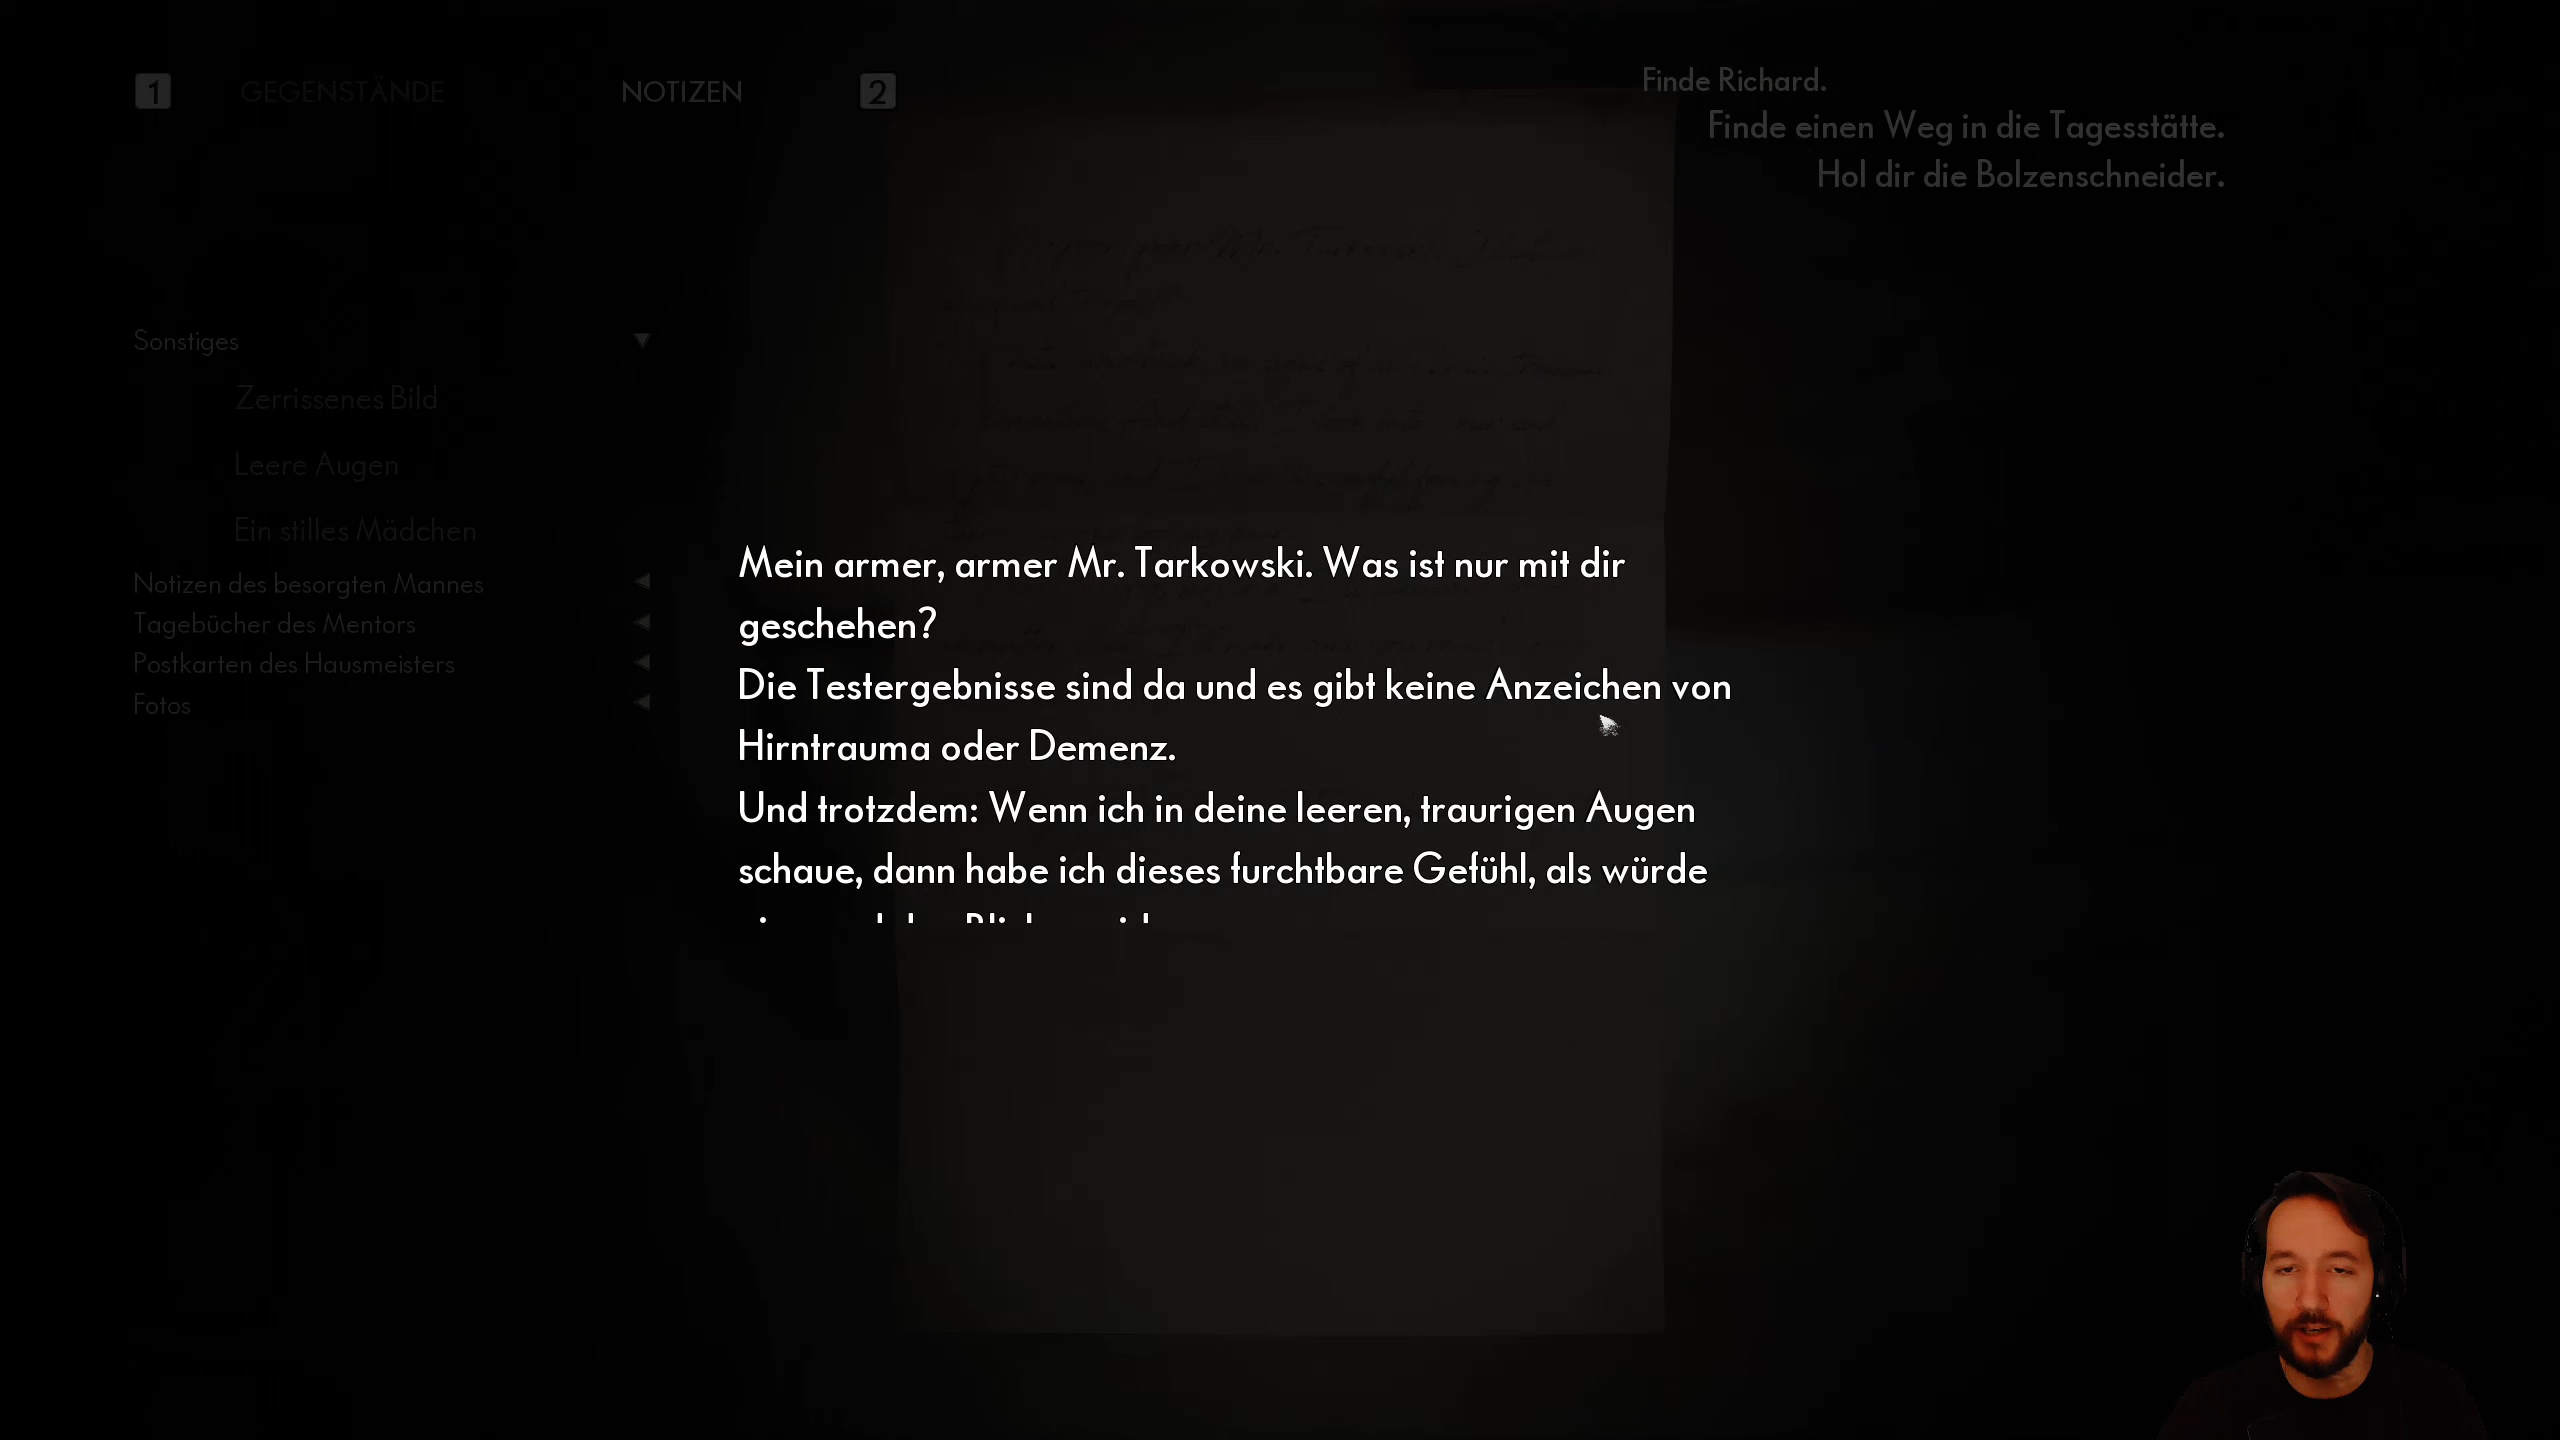 1 GEGENSTÄNDE NOTIZEN 2
Finde Richard.
Finde einen Weg in die Tagesstätte.
Hol dir die Bolzenschneider.
Sonstiges
Zerrissenes Bild
Leere Augen
Ein stilles Mädchen
Notizen des besorgten Mannes
Tagebücher des Mentors
Postkarten des Hausmeisters
Fotos
Mein armer, armer Mr. Tarkowski. Was ist nur mit dir
geschehen?
Die Testergebnisse sind da und es gibt keine Anzeichen von
Hirntrauma oder Demenz.
Und trotzdem: Wenn ich in deine leeren, traurigen Augen
schaue, dann habe ich dieses furchtbare Gefühl, als würde